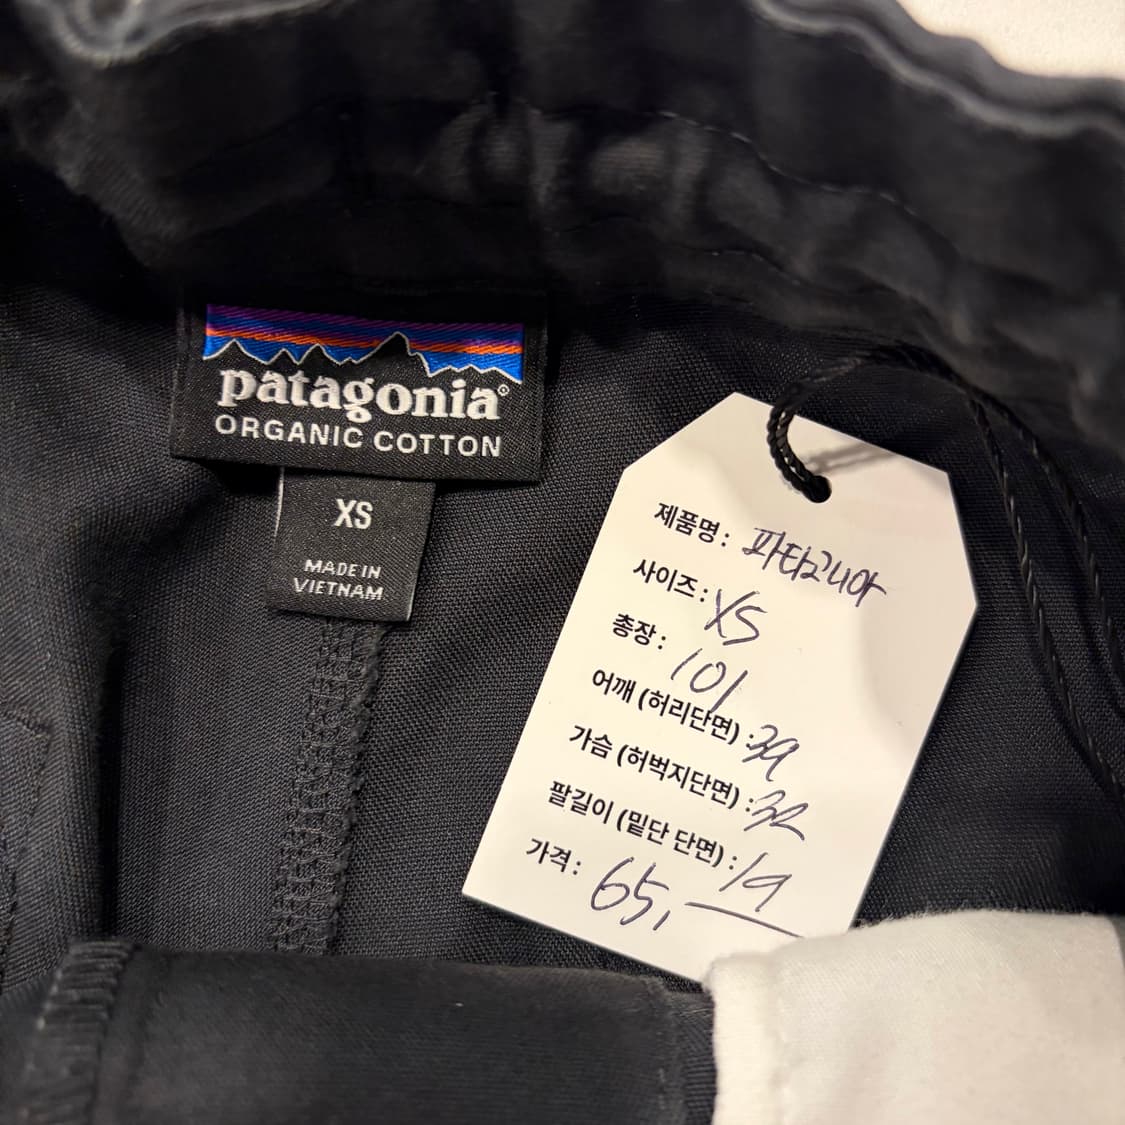 patagonia®
ORGANIC COTTON
XS
MADE IN
VIETNAM
제품명: 파타고니아
사이즈: XS
총장: 101
어깨 (허리단면): 39
가슴 (허벅지단면): 32
팔길이 (밑단 단면): 19
가격: 65,—